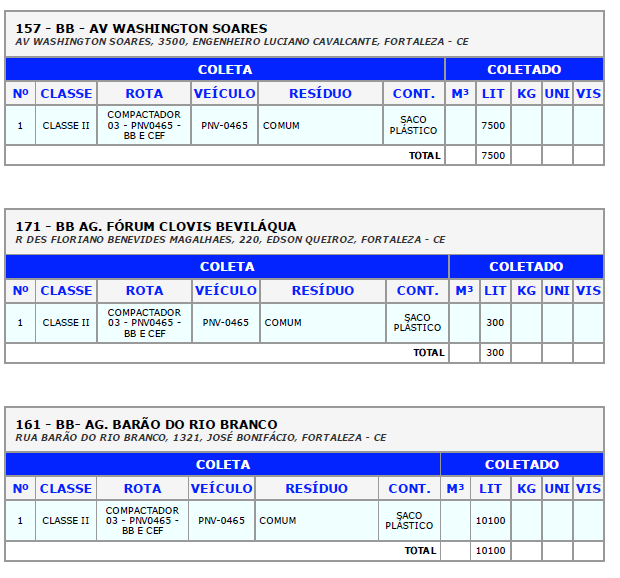 157 - BB - AV WASHINGTON SOARES
AV WASHINGTON SOARES, 3500, ENGENHEIRO LUCIANO CAVALCANTE, FORTALEZA - CE
COLETA COLETADO
Nº CLASSE ROTA VEÍCULO RESÍDUO CONT. M³ LIT KG UNI VIS
1 CLASSE II COMPACTADOR 03 - PNV0465 - BB E CEF PNV-0465 COMUM SACO PLÁSTICO 7500
TOTAL 7500
171 - BB AG. FÓRUM CLOVIS BEVILÁQUA
R DES FLORIANO BENEVIDES MAGALHAES, 220, EDSON QUEIROZ, FORTALEZA - CE
COLETA COLETADO
Nº CLASSE ROTA VEÍCULO RESÍDUO CONT. M³ LIT KG UNI VIS
1 CLASSE II COMPACTADOR 03 - PNV0465 - BB E CEF PNV-0465 COMUM SACO PLÁSTICO 300
TOTAL 300
161 - BB- AG. BARÃO DO RIO BRANCO
RUA BARÃO DO RIO BRANCO, 1321, JOSÉ BONIFÁCIO, FORTALEZA - CE
COLETA COLETADO
Nº CLASSE ROTA VEÍCULO RESÍDUO CONT. M³ LIT KG UNI VIS
1 CLASSE II COMPACTADOR 03 - PNV0465 - BB E CEF PNV-0465 COMUM SACO PLÁSTICO 10100
TOTAL 10100